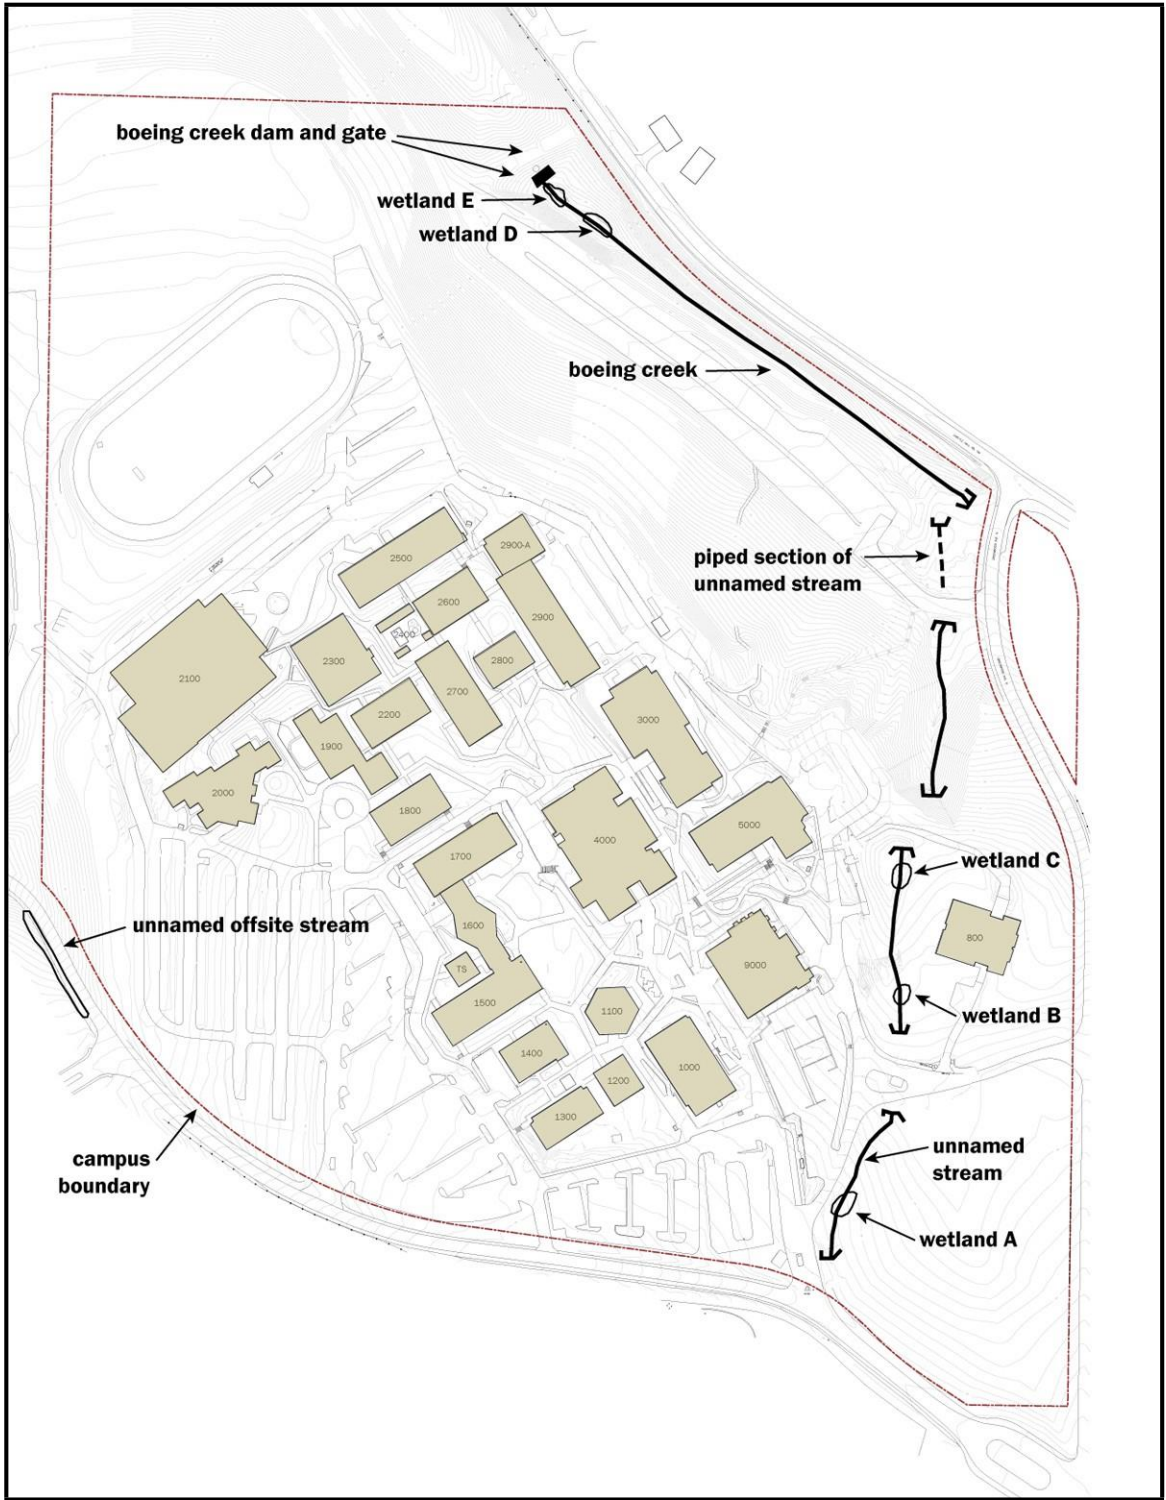 boeing creek dam and gate
wetland E
wetland D
boeing creek
piped section of
unnamed stream
2500
2900-A
2600
2900
2400
2300
2800
2100
2700
2200
3000
1900
2000
1800
5000
4000
1700
wetland C
unnamed offsite stream
1600
800
TS
9000
1500
1100
wetland B
1400
1000
1200
1300
campus
boundary
unnamed
stream
wetland A